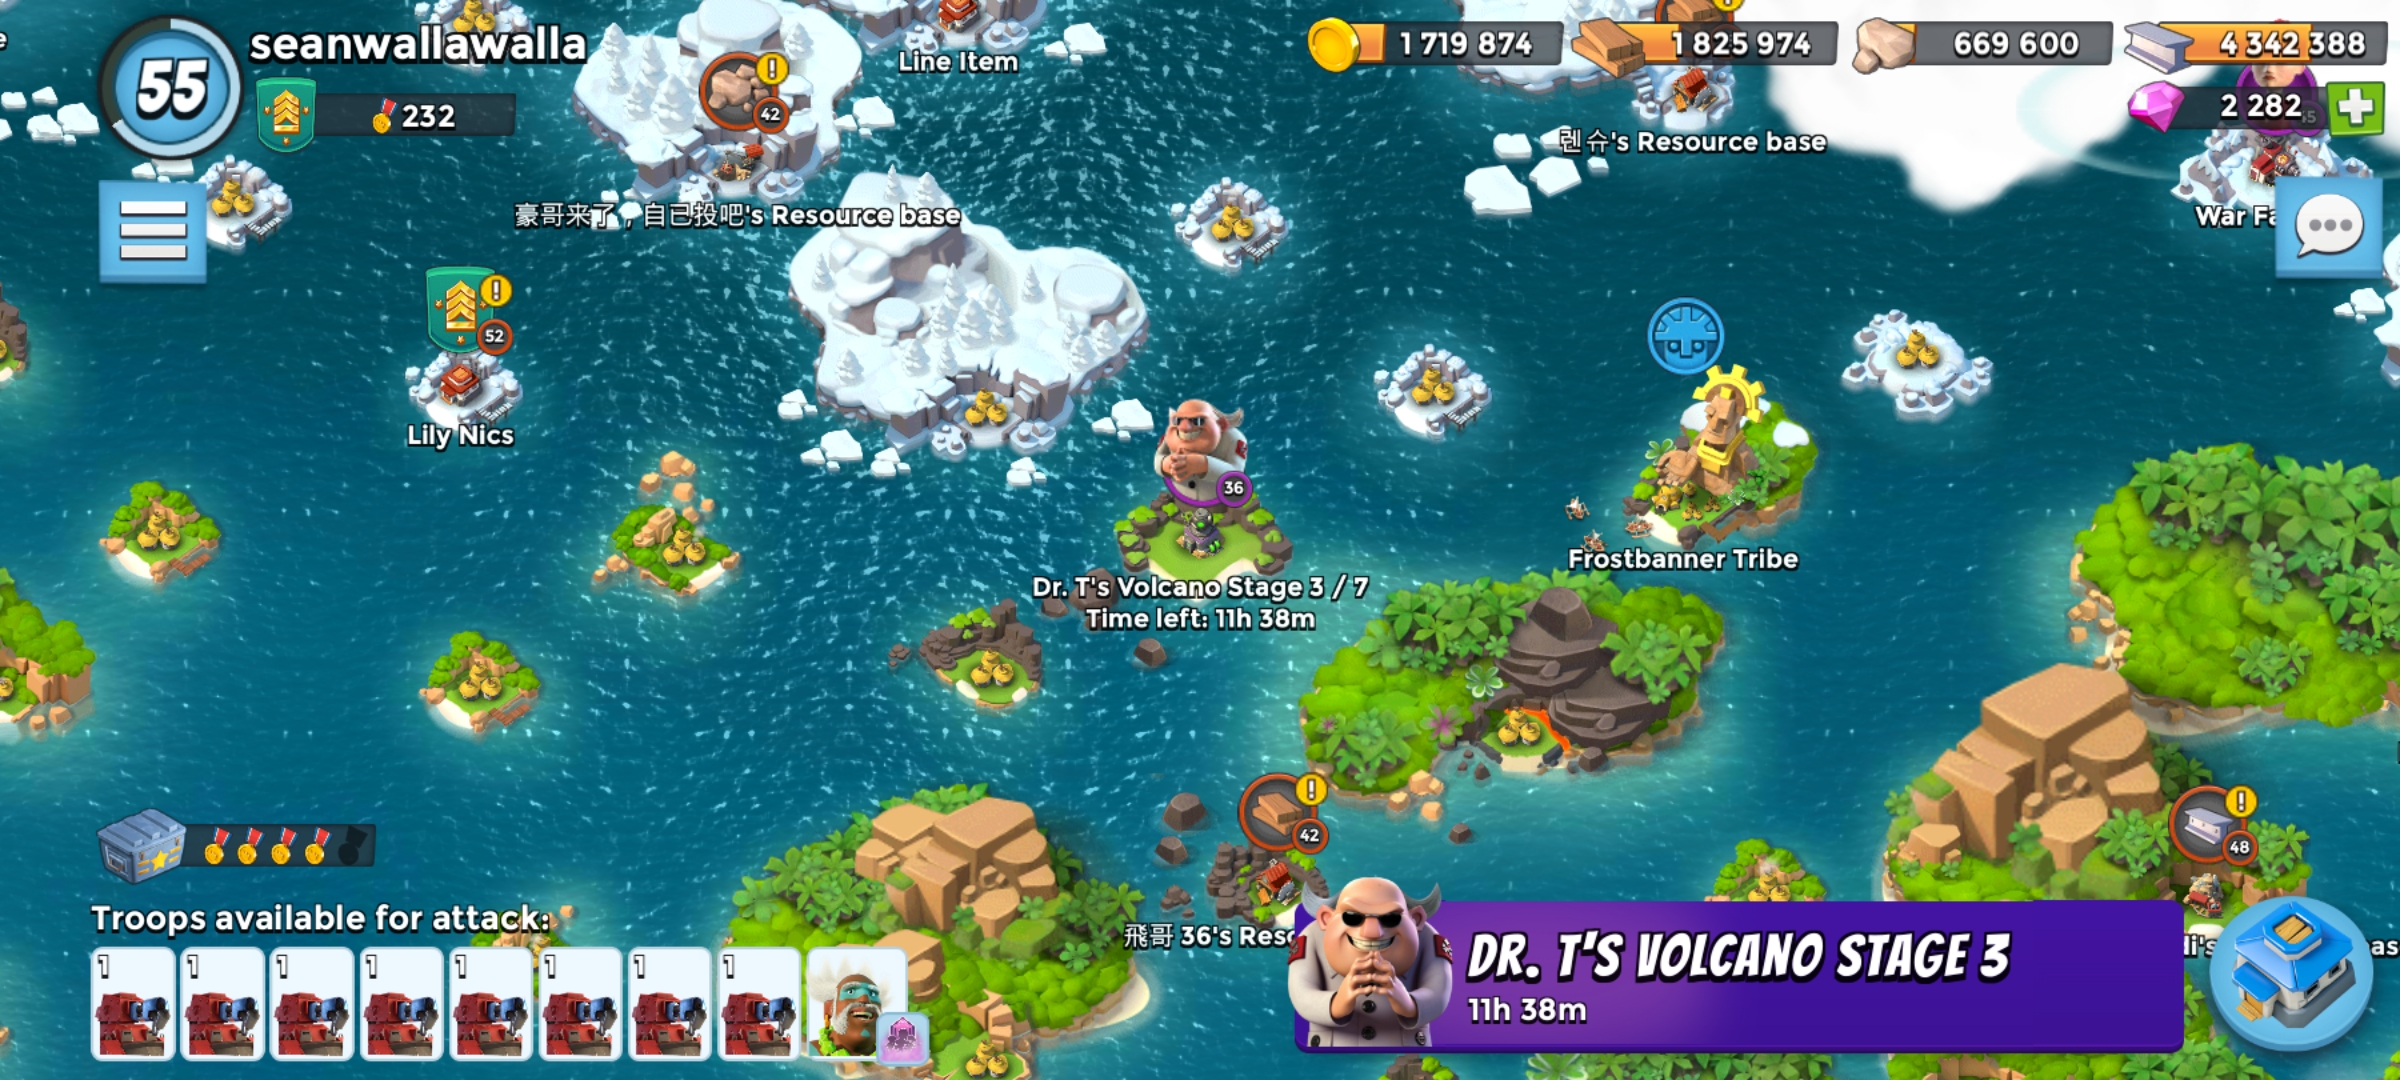 55
seanwallawalla
232
Line Item
1 719 874
1 825 974
669 600
4 342 388
2 282
42
렌슈's Resource base
豪哥来了，自已投吧's Resource base
War Fa
52
Lily Nics
36
Dr. T's Volcano Stage 3 / 7
Time left: 11h 38m
Frostbanner Tribe
42
48
飛哥 36's Reso
Troops available for attack:
1 1 1 1 1 1 1 1
DR. T'S VOLCANO STAGE 3
11h 38m